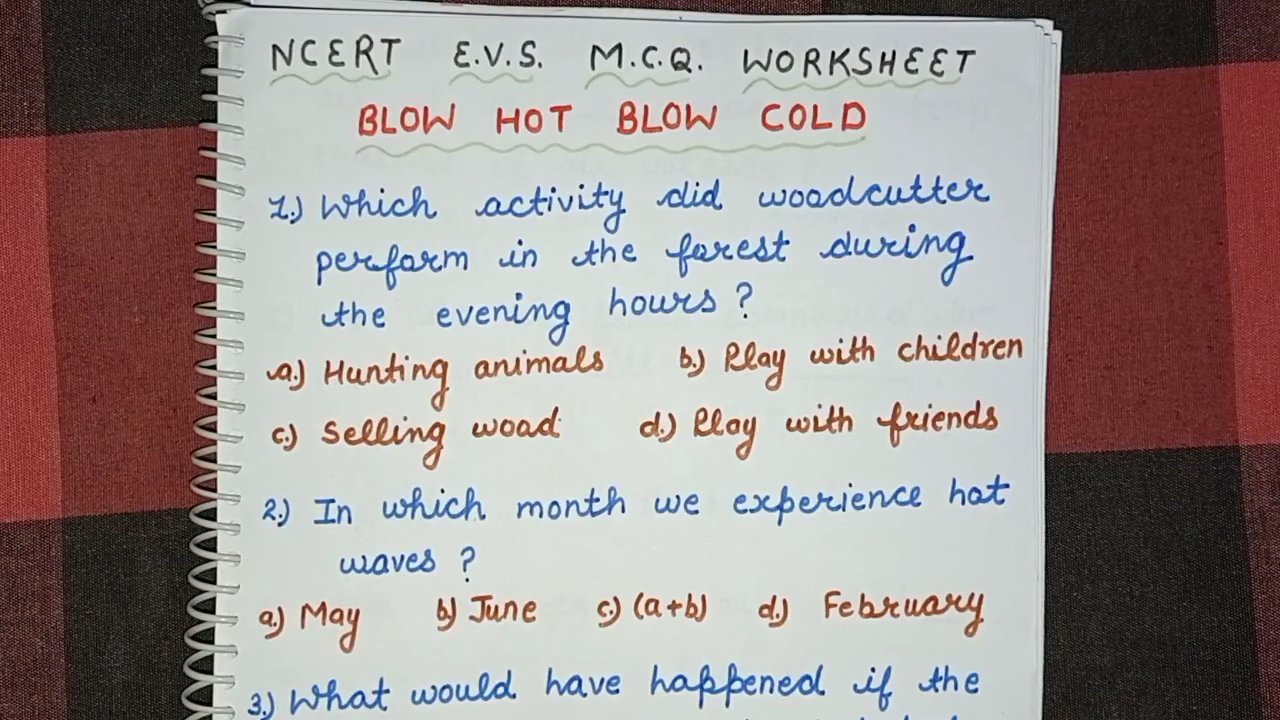 NCERT E.V.S. M.C.Q. WORKSHEET
BLOW HOT BLOW COLD
1.) Which activity did woodcutter
perform in the forest during
the evening hours?
a.) Hunting animals b.) Play with children
c.) Selling wood d.) Play with friends
2.) In which month we experience hot
waves?
a.) May b) June c.) (a+b) d.) February
3.) What would have happened if the